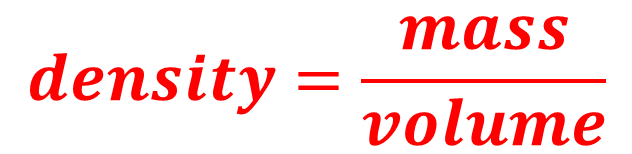 density = mass / volume